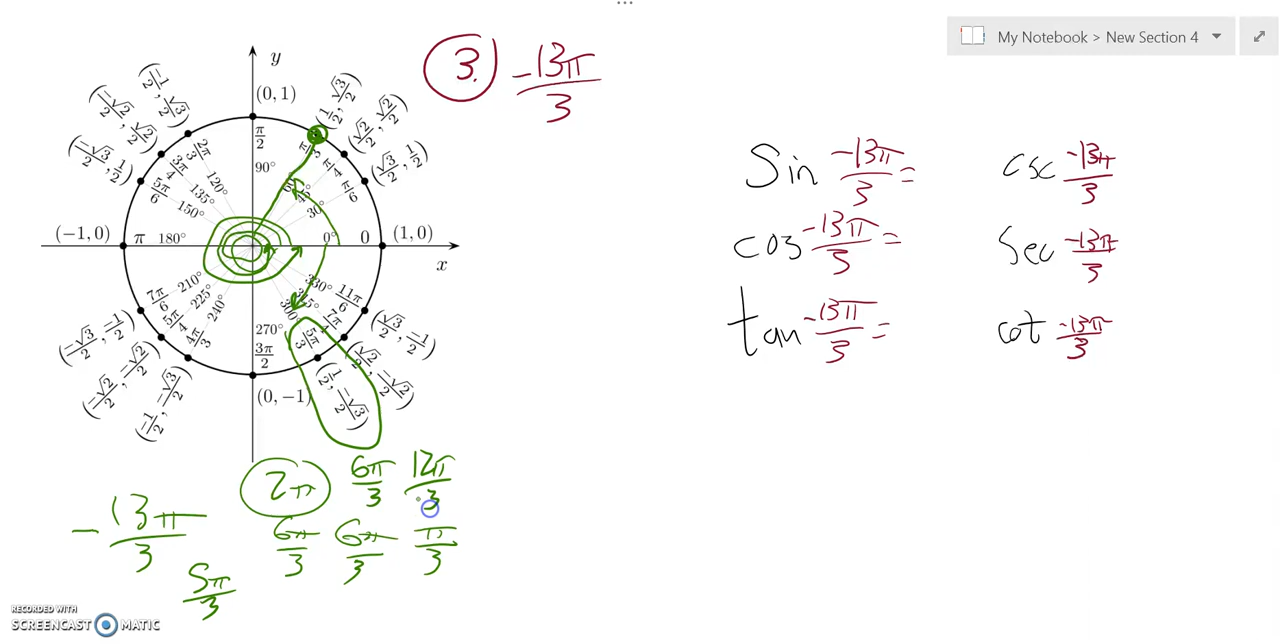 My Notebook > New Section 4
3. -13π/3
y
(0, 1)
(-1/2, √3/2)
(1/2, √3/2)
(-√2/2, √2/2)
(√2/2, √2/2)
(-√3/2, 1/2)
(√3/2, 1/2)
π/2
90°
2π/3
120°
π/3
3π/4
135°
π/4
45°
5π/6
150°
π/6
30°
(-1, 0)
π
180°
0°
0
(1, 0)
x
7π/6
210°
330°
11π/6
5π/4
225°
7π/4
4π/3
240°
300°
5π/3
270°
3π/2
(-√3/2, -1/2)
(√3/2, -1/2)
(-√2/2, -√2/2)
(√2/2, -√2/2)
(-1/2, -√3/2)
(1/2, -√3/2)
(0, -1)
Sin -13π/3 =
csc -13π/3
cos -13π/3 =
Sec -13π/3
tan -13π/3 =
cot -13π/3
2π 6π/3 12π/3
-13π/3 6π/3 6π/3 π/3
5π/3
RECORDED WITH
SCREENCAST MATIC